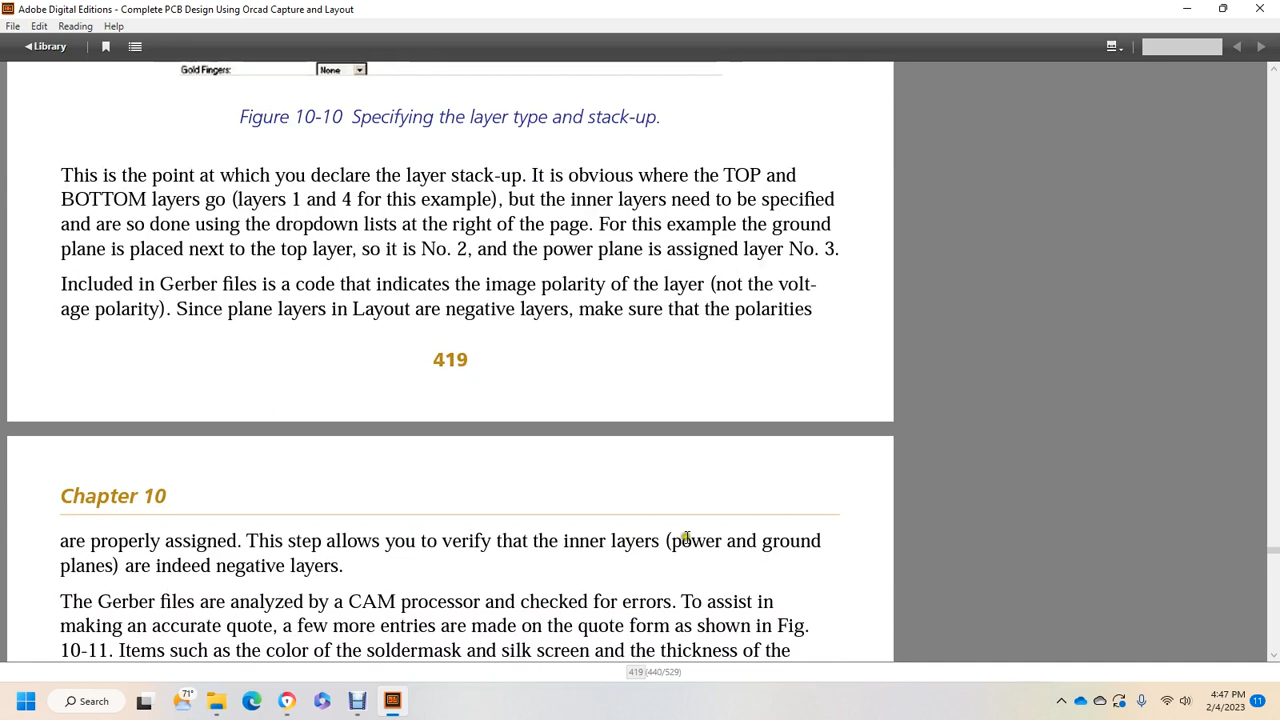 Adobe Digital Editions - Complete PCB Design Using Orcad Capture and Layout
File Edit Reading Help
Library
Gold Fingers: None
Figure 10-10 Specifying the layer type and stack-up.
This is the point at which you declare the layer stack-up. It is obvious where the TOP and
BOTTOM layers go (layers 1 and 4 for this example), but the inner layers need to be specified
and are so done using the dropdown lists at the right of the page. For this example the ground
plane is placed next to the top layer, so it is No. 2, and the power plane is assigned layer No. 3.
Included in Gerber files is a code that indicates the image polarity of the layer (not the volt-
age polarity). Since plane layers in Layout are negative layers, make sure that the polarities
419
Chapter 10
are properly assigned. This step allows you to verify that the inner layers (power and ground
planes) are indeed negative layers.
The Gerber files are analyzed by a CAM processor and checked for errors. To assist in
making an accurate quote, a few more entries are made on the quote form as shown in Fig.
10-11. Items such as the color of the soldermask and silk screen and the thickness of the
419 (440/529)
Search
71°
4:47 PM
2/4/2023
11